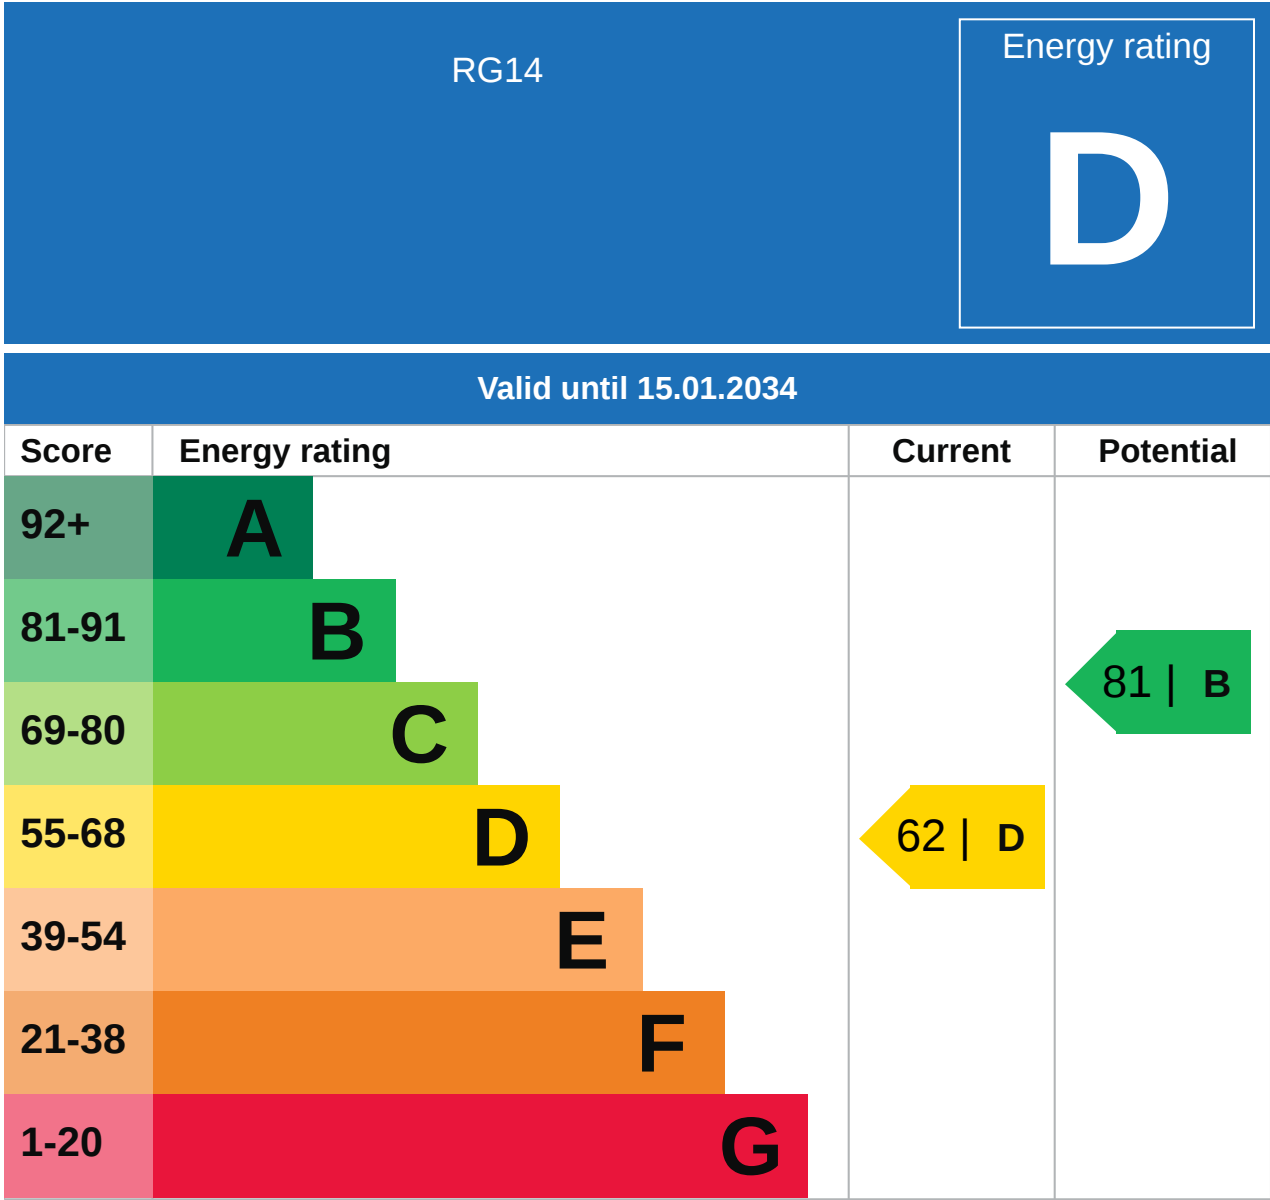 RG14
Energy rating
D
Valid until 15.01.2034
Score Energy rating Current Potential
92+ A
81-91 B
81 | B
69-80 C
55-68 D 62 | D
39-54 E
21-38 F
1-20 G